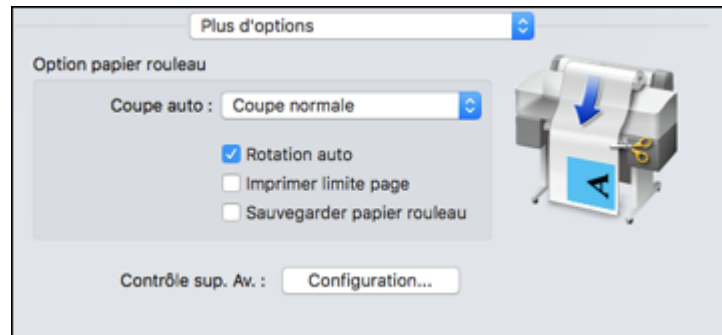 Plus d'options
Option papier rouleau
Coupe auto : Coupe normale
Rotation auto
Imprimer limite page
Sauvegarder papier rouleau
A
Contrôle sup. Av. : Configuration...